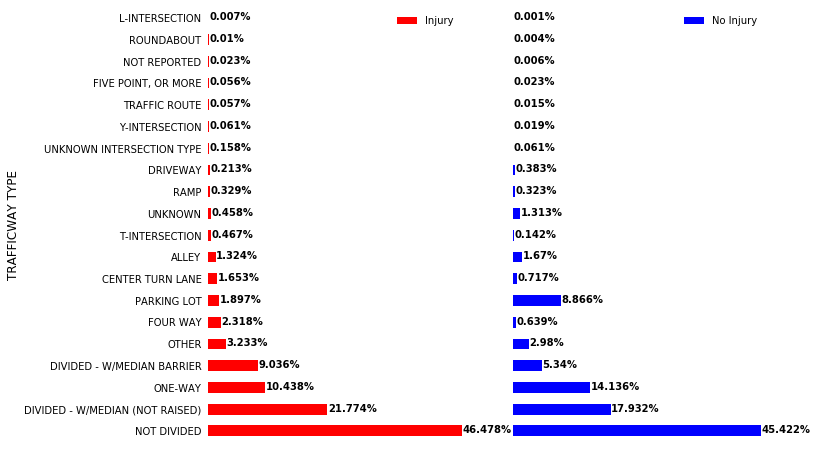 Injury
No Injury
TRAFFICWAY TYPE
L-INTERSECTION 0.007% 0.001%
ROUNDABOUT 0.01% 0.004%
NOT REPORTED 0.023% 0.006%
FIVE POINT, OR MORE 0.056% 0.023%
TRAFFIC ROUTE 0.057% 0.015%
Y-INTERSECTION 0.061% 0.019%
UNKNOWN INTERSECTION TYPE 0.158% 0.061%
DRIVEWAY 0.213% 0.383%
RAMP 0.329% 0.323%
UNKNOWN 0.458% 1.313%
T-INTERSECTION 0.467% 0.142%
ALLEY 1.324% 1.67%
CENTER TURN LANE 1.653% 0.717%
PARKING LOT 1.897% 8.866%
FOUR WAY 2.318% 0.639%
OTHER 3.233% 2.98%
DIVIDED - W/MEDIAN BARRIER 9.036% 5.34%
ONE-WAY 10.438% 14.136%
DIVIDED - W/MEDIAN (NOT RAISED) 21.774% 17.932%
NOT DIVIDED 46.478% 45.422%